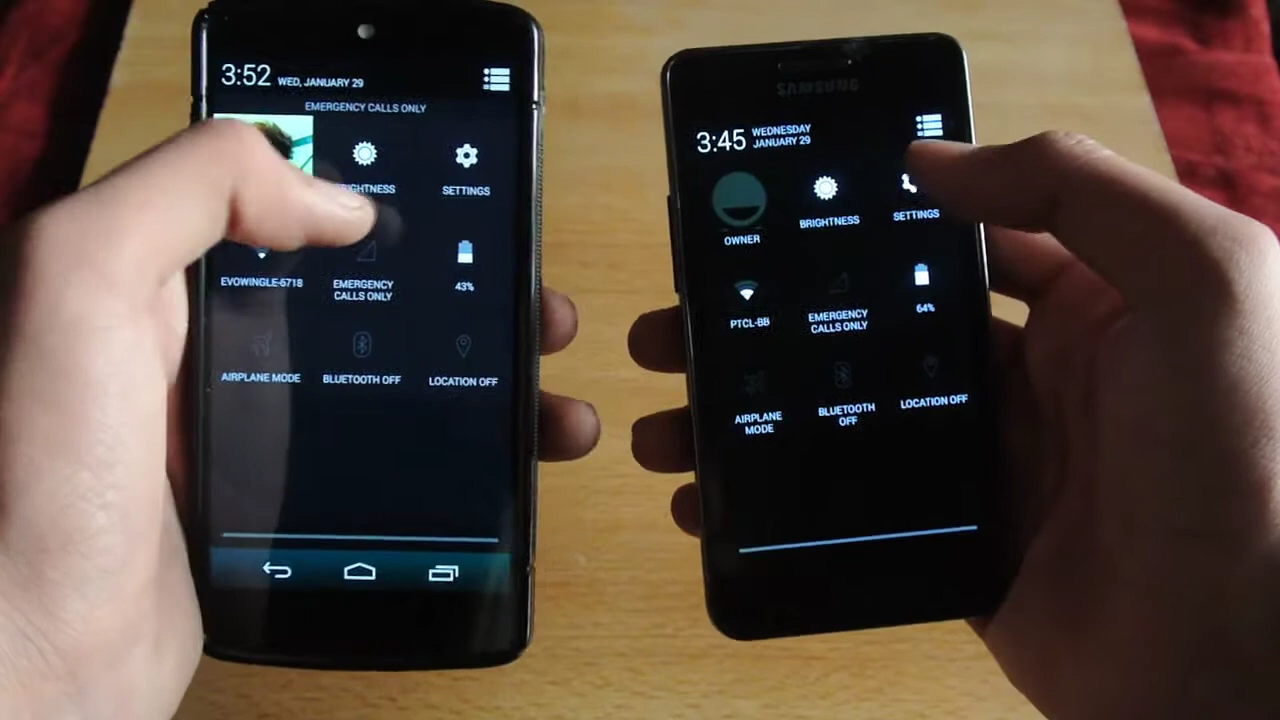 3:52 WED, JANUARY 29
EMERGENCY CALLS ONLY
SETTINGS
EVOWINGLE-6718
EMERGENCY
CALLS ONLY
43%
AIRPLANE MODE
BLUETOOTH OFF
LOCATION OFF
SAMSUNG
3:45 WEDNESDAY
JANUARY 29
OWNER
BRIGHTNESS
SETTINGS
PTCL-BB
EMERGENCY
CALLS ONLY
64%
AIRPLANE
MODE
BLUETOOTH
OFF
LOCATION OFF